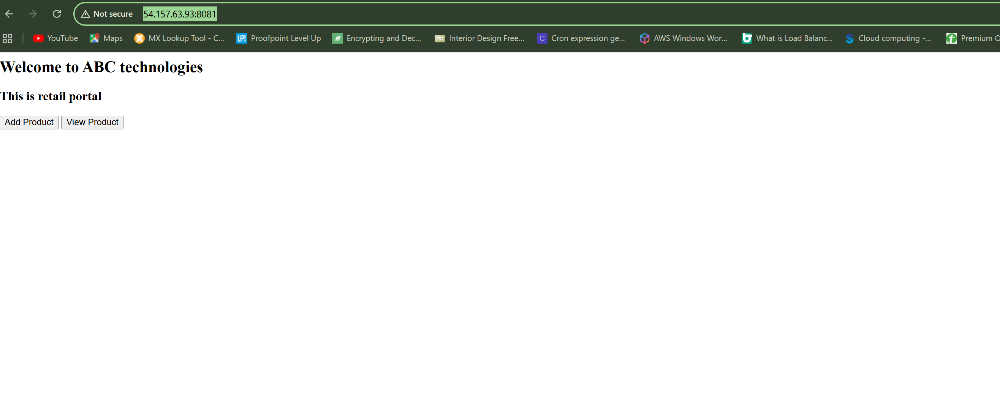 Not secure 54.157.63.93:8081
YouTube Maps MX Lookup Tool - C... UP! Proofpoint Level Up Encrypting and Dec... Interior Design Free... C Cron expression ge... AWS Windows Wor... What is Load Balanc... Cloud computing -... Premium O
Welcome to ABC technologies
This is retail portal
Add Product View Product